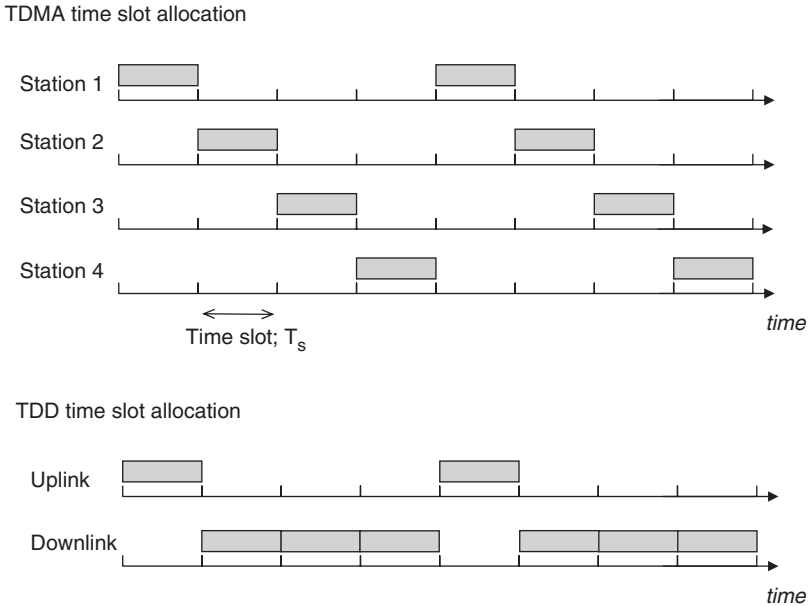 TDMA time slot allocation
Station 1
Station 2
Station 3
Station 4
time
Time slot; Ts
TDD time slot allocation
Uplink
Downlink
time